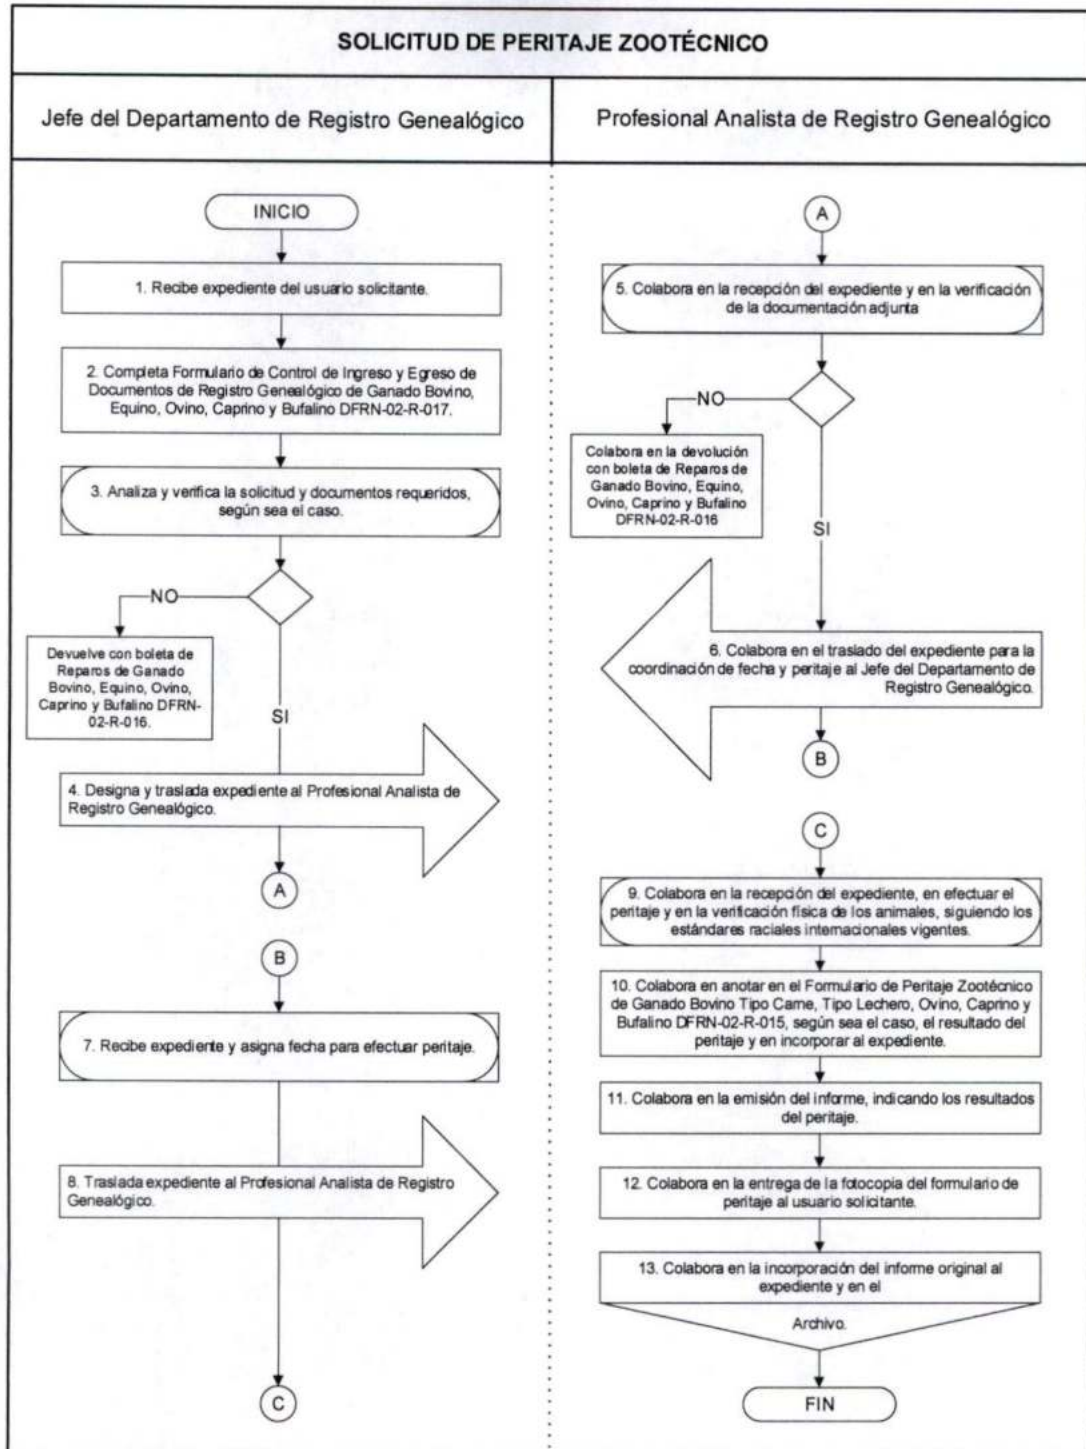 SOLICITUD DE PERITAJE ZOOTÉCNICO
Jefe del Departamento de Registro Genealógico
Profesional Analista de Registro Genealógico
INICIO
1. Recibe expediente del usuario solicitante.
2. Completa Formulario de Control de Ingreso y Egreso de
Documentos de Registro Genealógico de Ganado Bovino,
Equino, Ovino, Caprino y Bufalino DFRN-02-R-017.
3. Analiza y verifica la solicitud y documentos requeridos,
según sea el caso.
NO
Devuelve con boleta de
Reparos de Ganado
Bovino, Equino, Ovino,
Caprino y Bufalino DFRN-
02-R-016.
SI
4. Designa y traslada expediente al Profesional Analista de
Registro Genealógico.
A
B
7. Recibe expediente y asigna fecha para efectuar peritaje.
8. Traslada expediente al Profesional Analista de Registro
Genealógico.
C
A
5. Colabora en la recepción del expediente y en la verificación
de la documentación adjunta
NO
Colabora en la devolución
con boleta de Reparos de
Ganado Bovino, Equino,
Ovino, Caprino y Bufalino
DFRN-02-R-016
SI
6. Colabora en el traslado del expediente para la
coordinación de fecha y peritaje al Jefe del Departamento de
Registro Genealógico.
B
C
9. Colabora en la recepción del expediente, en efectuar el
peritaje y en la verificación física de los animales, siguiendo los
estándares raciales internacionales vigentes.
10. Colabora en anotar en el Formulario de Peritaje Zootécnico
de Ganado Bovino Tipo Carne, Tipo Lechero, Ovino, Caprino y
Bufalino DFRN-02-R-015, según sea el caso, el resultado del
peritaje y en incorporar al expediente.
11. Colabora en la emisión del informe, indicando los resultados
del peritaje.
12. Colabora en la entrega de la fotocopia del formulario de
peritaje al usuario solicitante.
13. Colabora en la incorporación del informe original al
expediente y en el
Archivo.
FIN